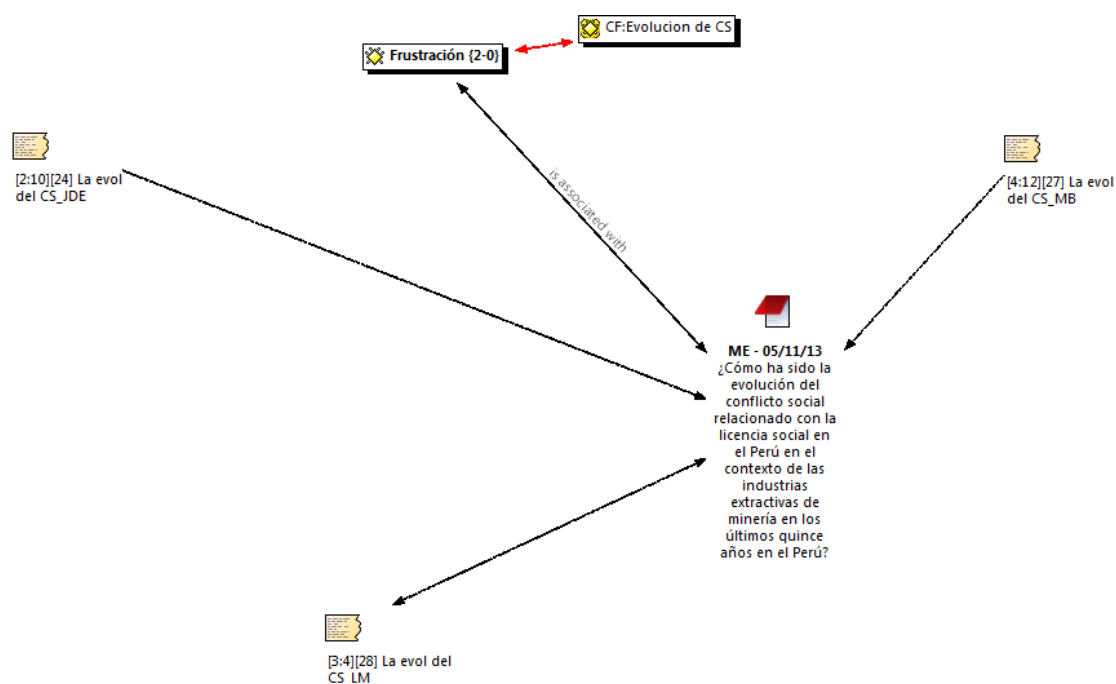 CF:Evolucion de CS
Frustración {2-0}
[2:10][24] La evol
del CS_JDE
[4:12][27] La evol
del CS_MB
is associated with
ME - 05/11/13
¿Cómo ha sido la
evolución del
conflicto social
relacionado con la
licencia social en
el Perú en el
contexto de las
industrias
extractivas de
minería en los
últimos quince
años en el Perú?
[3:4][28] La evol del
CS_LM